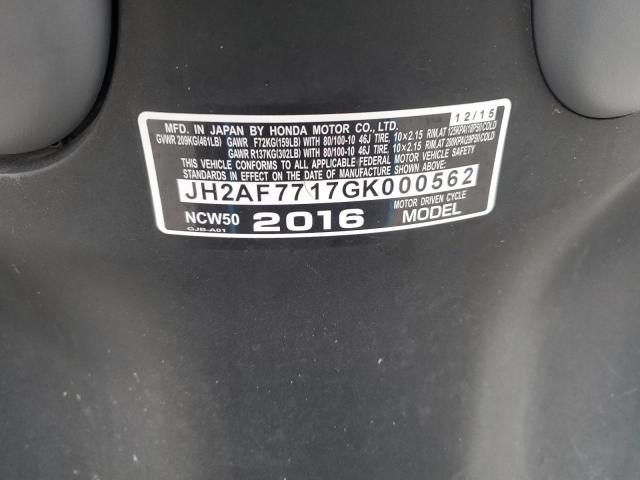 12/15
MFD. IN JAPAN BY HONDA MOTOR CO., LTD.
GVWR 209KG(461LB) GAWR F72KG(159LB) WITH 80/100-10 46J TIRE, 10×2.15 RIM, AT 125KPA(18PSI)COLD
GAWR R137KG(302LB) WITH 80/100-10 46J TIRE, 10×2.15 RIM, AT 200KPA(29PSI)COLD
THIS VEHICLE CONFORMS TO ALL APPLICABLE FEDERAL MOTOR VEHICLE SAFETY
STANDARDS IN EFFECT ON THE DATE OF MANUFACTURE SHOWN ABOVE.
JH2AF7717GK000562
MOTOR DRIVEN CYCLE
NCW50 2016 MODEL
GJB-A01